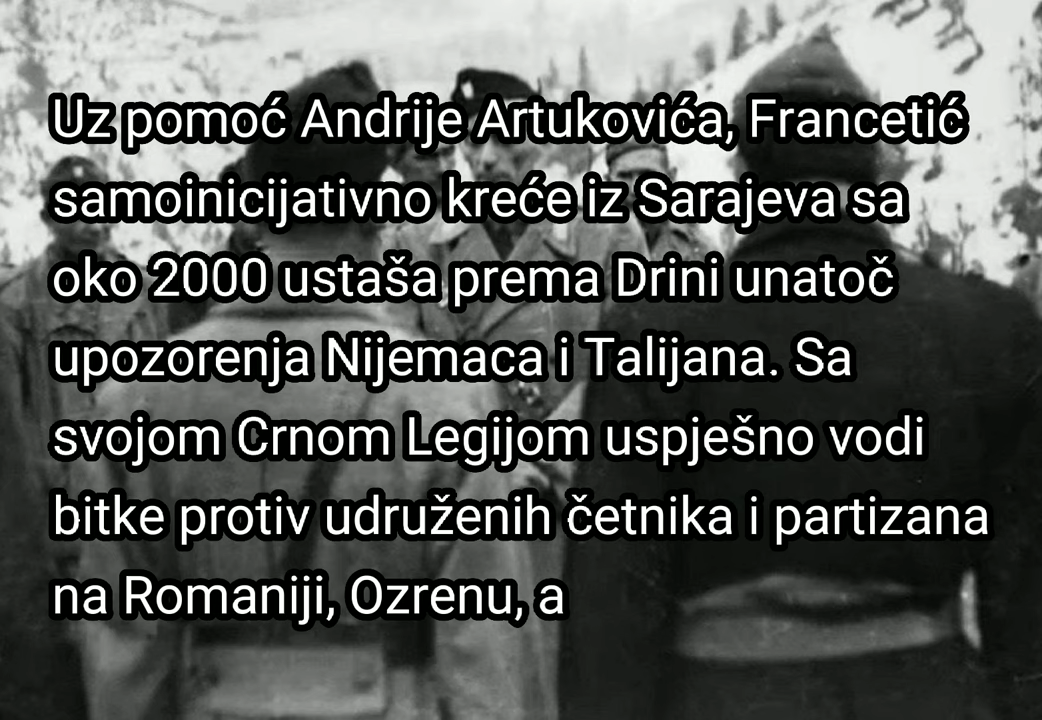 Uz pomoć Andrije Artukovića, Francetić
samoinicijativno kreće iz Sarajeva sa
oko 2000 ustaša prema Drini unatoč
upozorenja Nijemaca i Talijana. Sa
svojom Crnom Legijom uspješno vodi
bitke protiv udruženih četnika i partizana
na Romaniji, Ozrenu, a